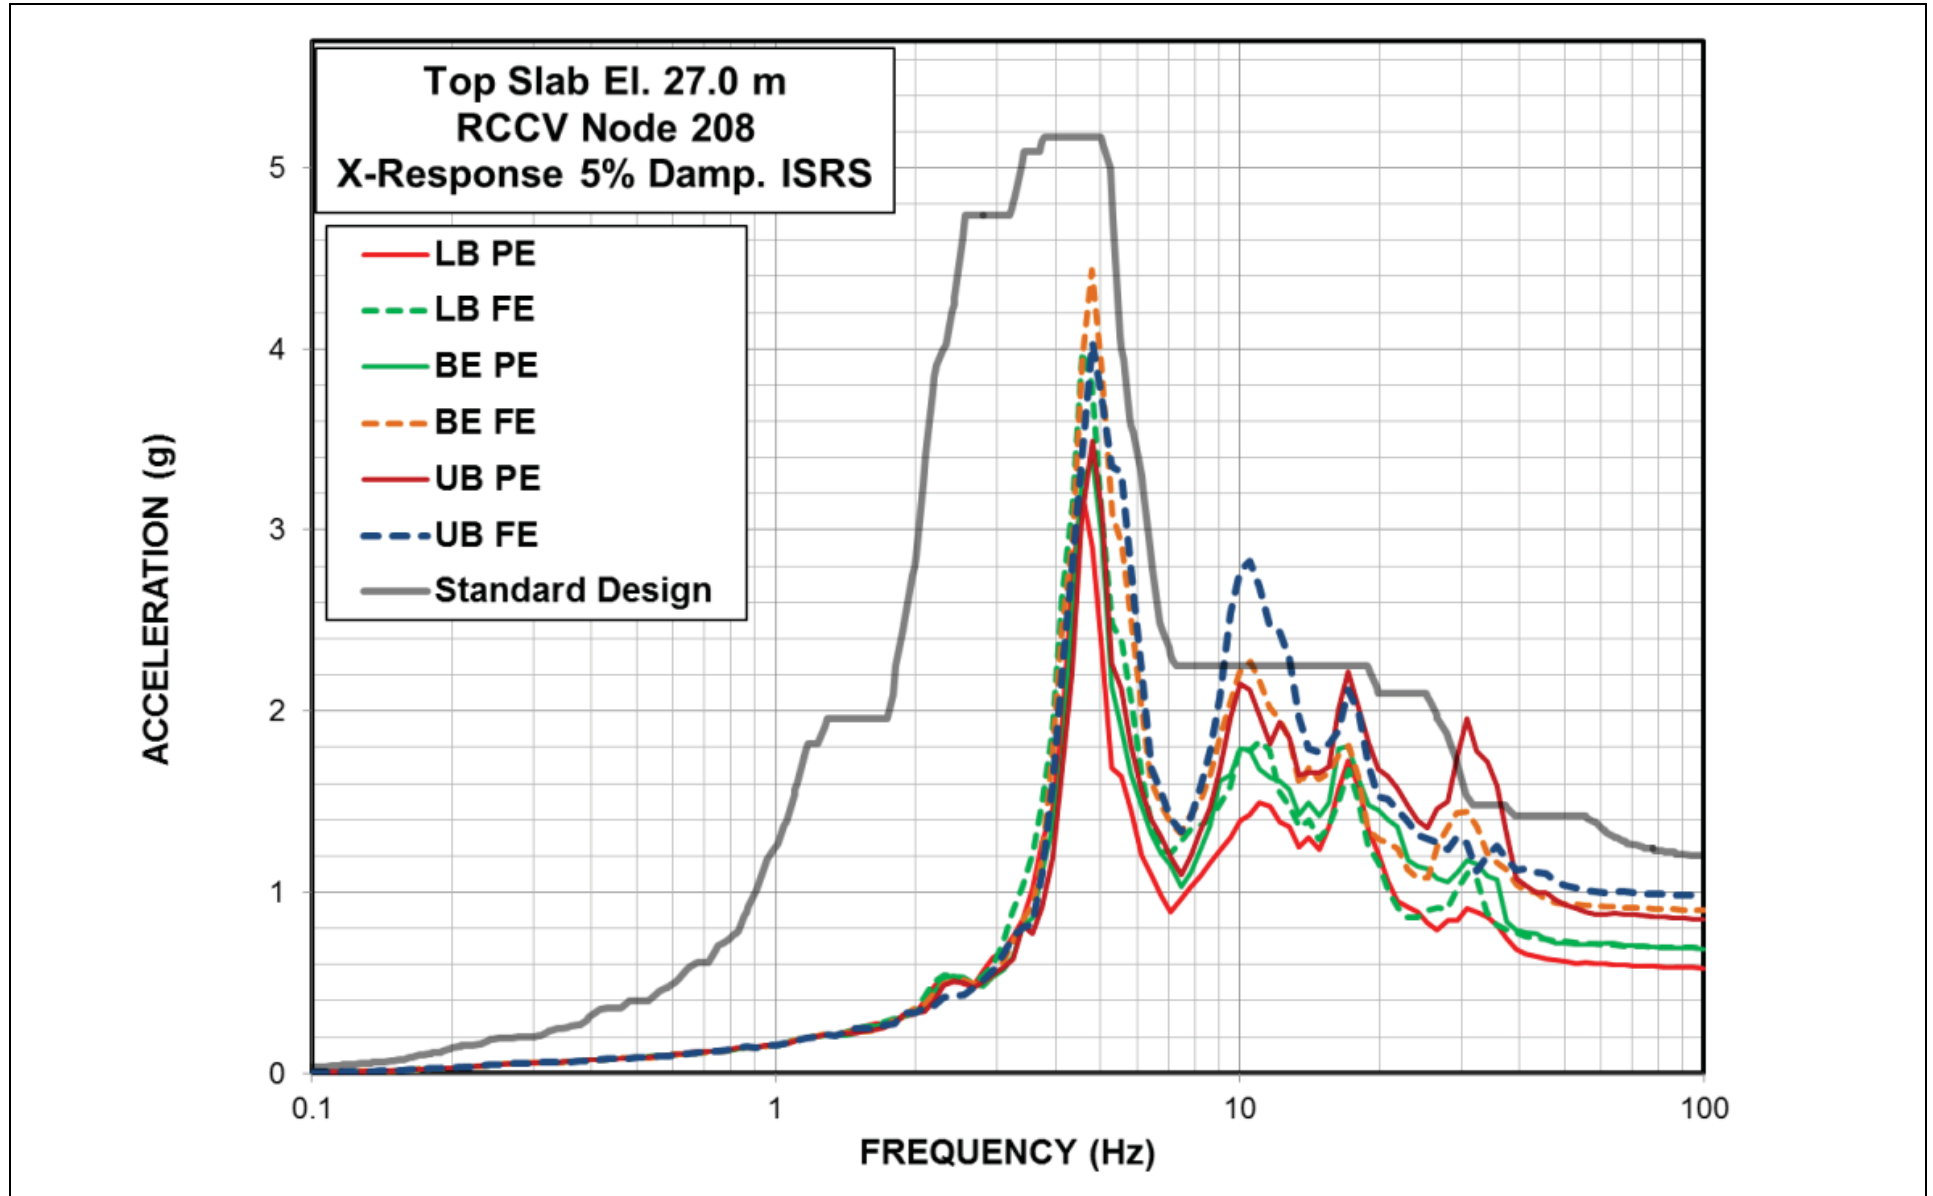 Top Slab El. 27.0 m
RCCV Node 208
X-Response 5% Damp. ISRS
LB PE
LB FE
BE PE
BE FE
UB PE
UB FE
Standard Design
ACCELERATION (g)
5
4
3
2
1
0
0.1
1
10
100
FREQUENCY (Hz)